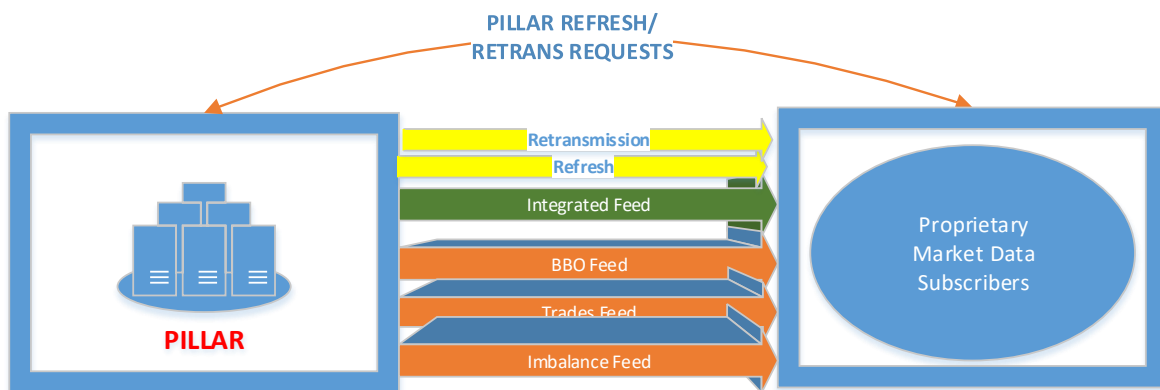 PILLAR REFRESH/
RETRANS REQUESTS
Retransmission
Refresh
Integrated Feed
BBO Feed
Trades Feed
Imbalance Feed
PILLAR
Proprietary
Market Data
Subscribers